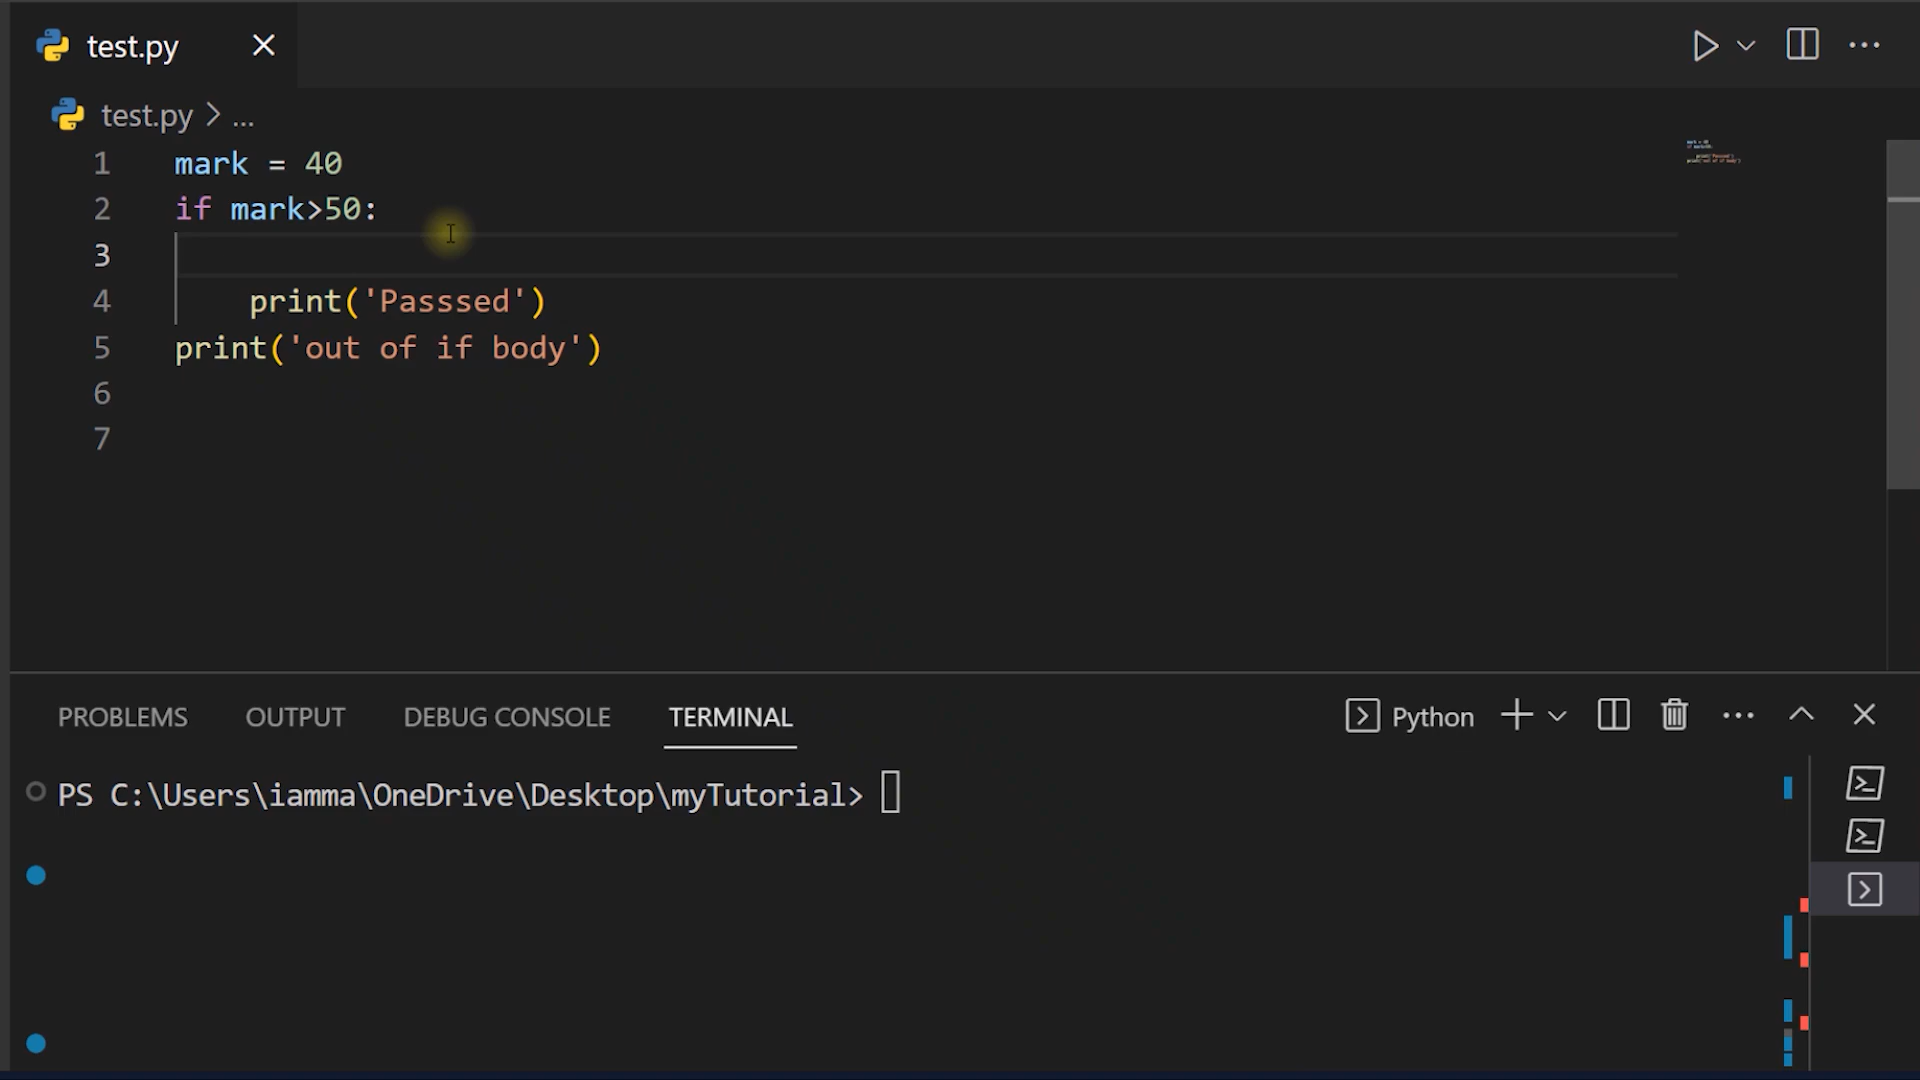 test.py
test.py > ...
1 mark = 40
2 if mark>50:
3
4 print('Passsed')
5 print('out of if body')
6
7
PROBLEMS OUTPUT DEBUG CONSOLE TERMINAL Python
PS C:\Users\iamma\OneDrive\Desktop\myTutorial>